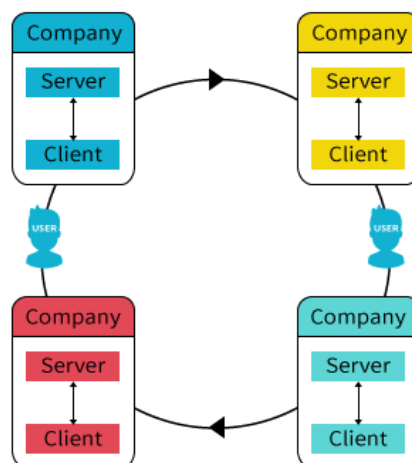 Company
Server
Client
Company
Server
Client
USER
USER
Company
Server
Client
Company
Server
Client